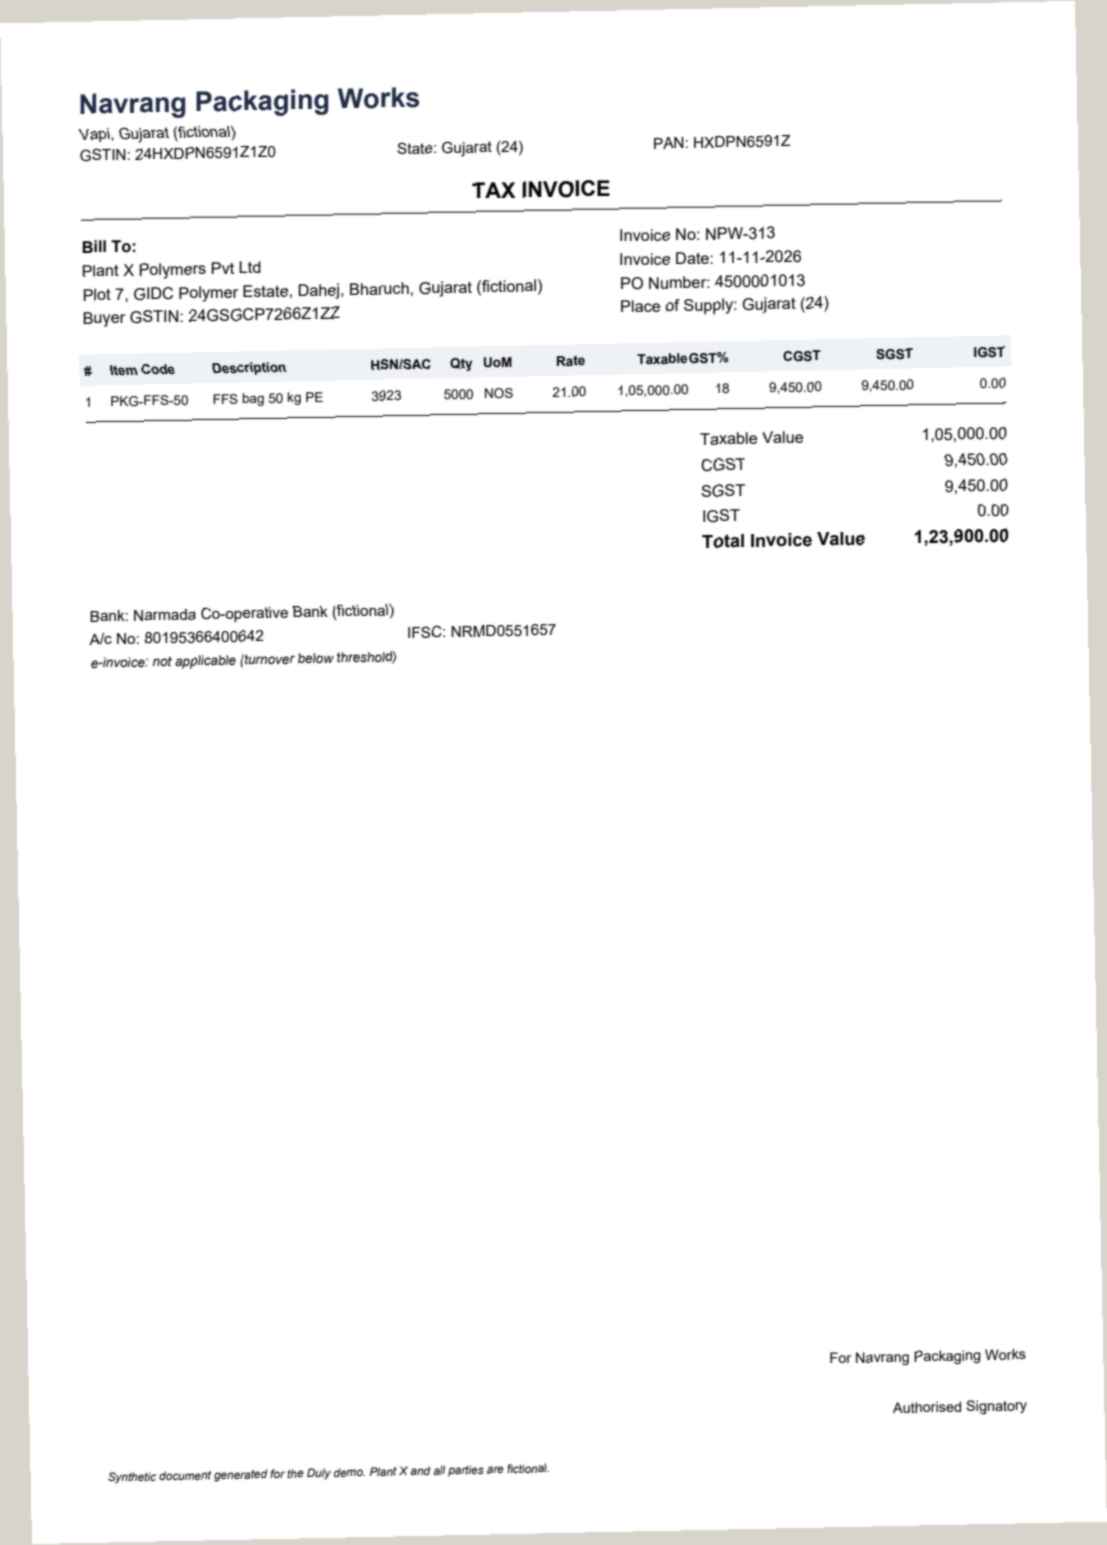 Navrang Packaging Works
Vapi, Gujarat (fictional)
GSTIN: 24HXDPN6591Z1Z0 State: Gujarat (24) PAN: HXDPN6591Z
TAX INVOICE
Bill To:
Plant X Polymers Pvt Ltd
Plot 7, GIDC Polymer Estate, Dahej, Bharuch, Gujarat (fictional)
Buyer GSTIN: 24GSGCP7266Z1ZZ
Invoice No: NPW-313
Invoice Date: 11-11-2026
PO Number: 4500001013
Place of Supply: Gujarat (24)
# Item Code Description HSN/SAC Qty UoM Rate Taxable GST% CGST SGST IGST
1 PKG-FFS-50 FFS bag 50 kg PE 3923 5000 NOS 21.00 1,05,000.00 18 9,450.00 9,450.00 0.00
Taxable Value 1,05,000.00
CGST 9,450.00
SGST 9,450.00
IGST 0.00
Total Invoice Value 1,23,900.00
Bank: Narmada Co-operative Bank (fictional)
A/c No: 80195366400642 IFSC: NRMD0551657
e-invoice: not applicable (turnover below threshold)
For Navrang Packaging Works
Authorised Signatory
Synthetic document generated for the Duly demo. Plant X and all parties are fictional.